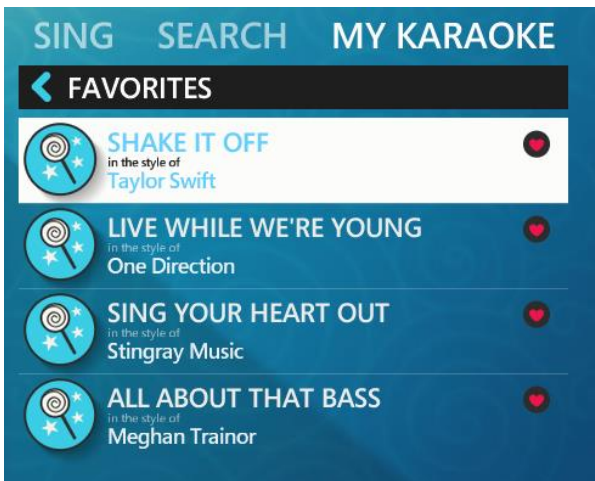 SING SEARCH MY KARAOKE
FAVORITES
SHAKE IT OFF
in the style of
Taylor Swift
LIVE WHILE WE'RE YOUNG
in the style of
One Direction
SING YOUR HEART OUT
in the style of
Stingray Music
ALL ABOUT THAT BASS
in the style of
Meghan Trainor